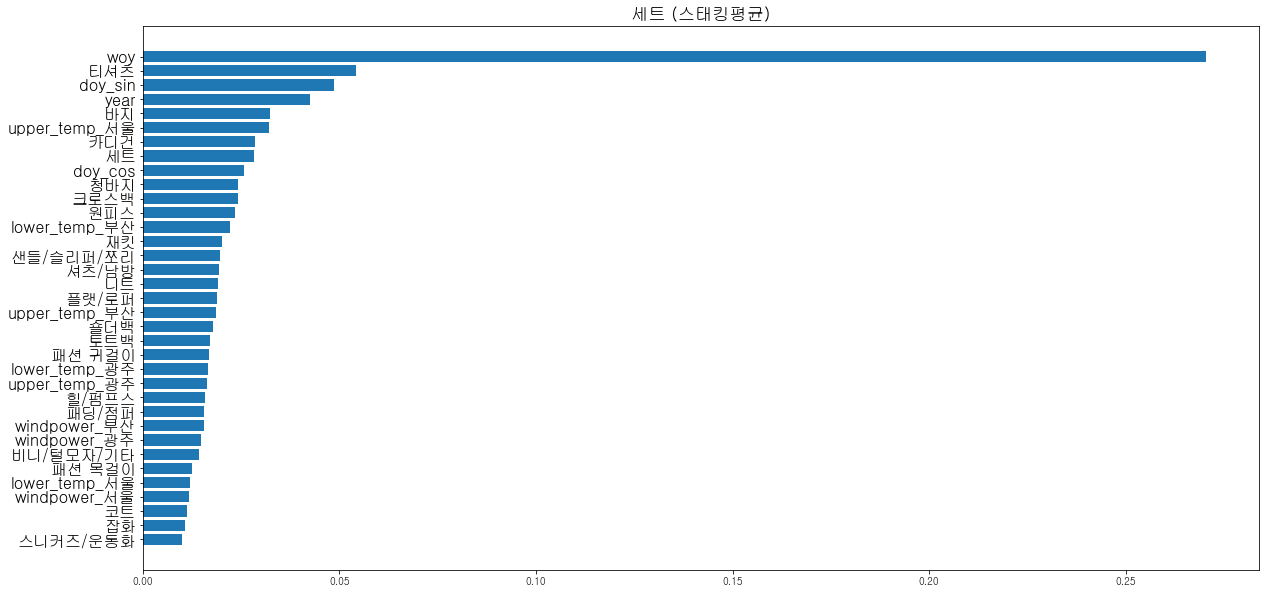 세트 (스태킹평균)
woy
티셔츠
doy_sin
year
바지
upper_temp_서울
카디건
세트
doy_cos
청바지
크로스백
원피스
lower_temp_부산
재킷
샌들/슬리퍼/쪼리
셔츠/남방
니트
플랫/로퍼
upper_temp_부산
숄더백
토트백
패션 귀걸이
lower_temp_광주
upper_temp_광주
힐/펌프스
패딩/점퍼
windpower_부산
windpower_광주
비니/털모자/기타
패션 목걸이
lower_temp_서울
windpower_서울
코트
잡화
스니커즈/운동화
0.00 0.05 0.10 0.15 0.20 0.25